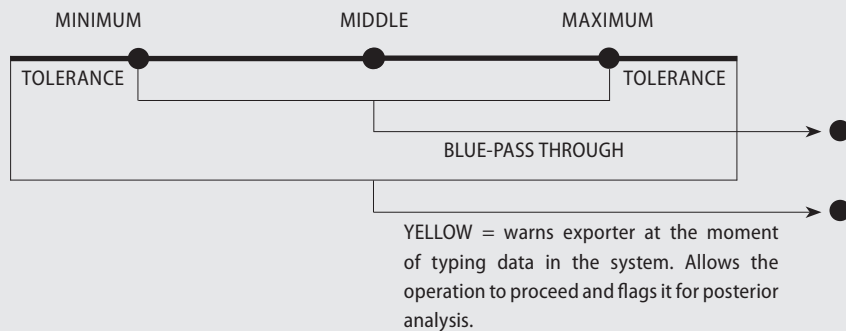 MINIMUM MIDDLE MAXIMUM
TOLERANCE TOLERANCE
BLUE-PASS THROUGH
YELLOW = warns exporter at the moment
of typing data in the system. Allows the
operation to proceed and flags it for posterior
analysis.